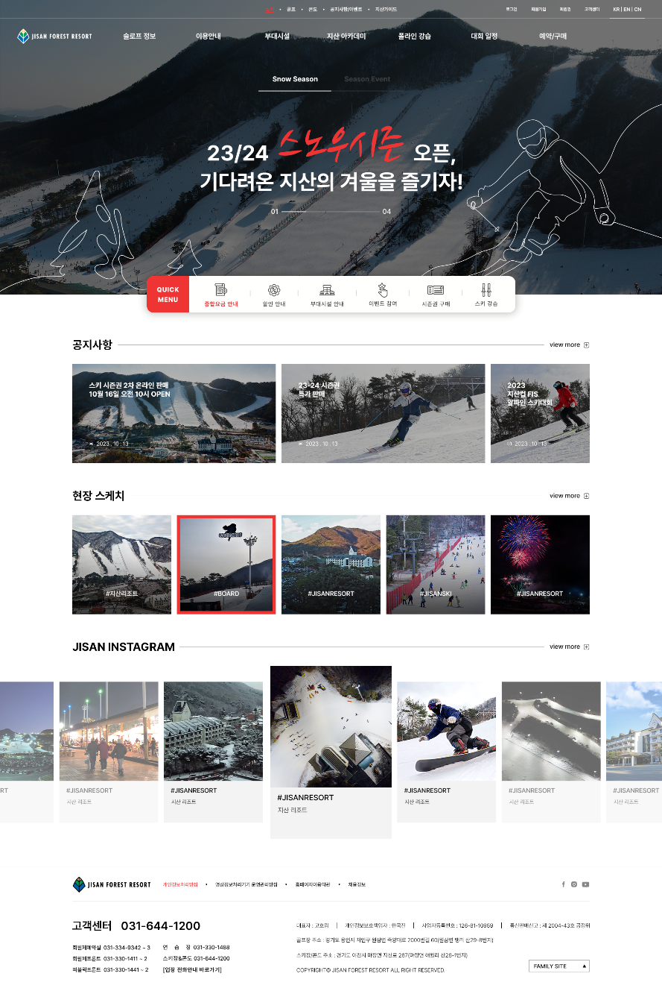 스키 • 골프 • 콘도 • 공지사항/이벤트 • 지산가이드
로그인 회원가입 회원권 고객센터 KR | EN | CN
JISAN FOREST RESORT 슬로프 정보 이용안내 부대시설 지산 아카데미 폴라인 강습 대회 일정 예약/구매
Snow Season Season Event
23/24 스노우시즌 오픈,
기다려온 지산의 겨울을 즐기자!
01 04
QUICK
MENU
종합요금 안내 할인 안내 부대시설 안내 이벤트 참여 시즌권 구매 스키 강습
공지사항 view more
스키 시즌권 2차 온라인 판매
10월 16일 오전 10시 OPEN
2023 . 10 . 13
23-24 시즌권
특가 판매
2023 . 10 . 13
2023
지산컵 FIS
알파인 스키대회
2023 . 10 . 13
현장 스케치 view more
#지산리조트 #BOARD #JISANRESORT #JISANSKI #JISANRESORT
JISAN INSTAGRAM view more
RT
#JISANRESORT
지산 리조트
#JISANRESORT
지산 리조트
#JISANRESORT
지산 리조트
#JISANRESORT
지산 리조트
#JISANRESORT
지산 리조트
#JISANRESORT
지산 리조트
JISAN FOREST RESORT 개인정보처리방침 • 영상정보처리기기 운영관리방침 • 홈페이지이용약관 • 채용정보
고객센터 031-644-1200
회원제예약실 031-334-9342 ~ 3 연 습 장 031-330-1488
회원제프론트 031-330-1411 ~ 2 스키장&콘도 031-644-1200
퍼블릭프론트 031-330-1441 ~ 2 [업장 전화안내 바로가기]
대표자 : 고호림 | 개인정보보호책임자 : 한국진 | 사업자등록번호 : 126-81-10959 | 통신판매신고 : 제 2004-43호 공정위
골프장 주소 : 경기도 용인시 처인구 원삼면 죽양대로 2000번길 60(원삼면 맹리 산29-8번지)
스키장/콘도 주소 : 경기도 이천시 마장면 지산로 267(마장면 해월리 산28-1번지)
COPYRIGHT© JISAN FOREST RESORT ALL RIGHT RESERVED.
FAMILY SITE ▲